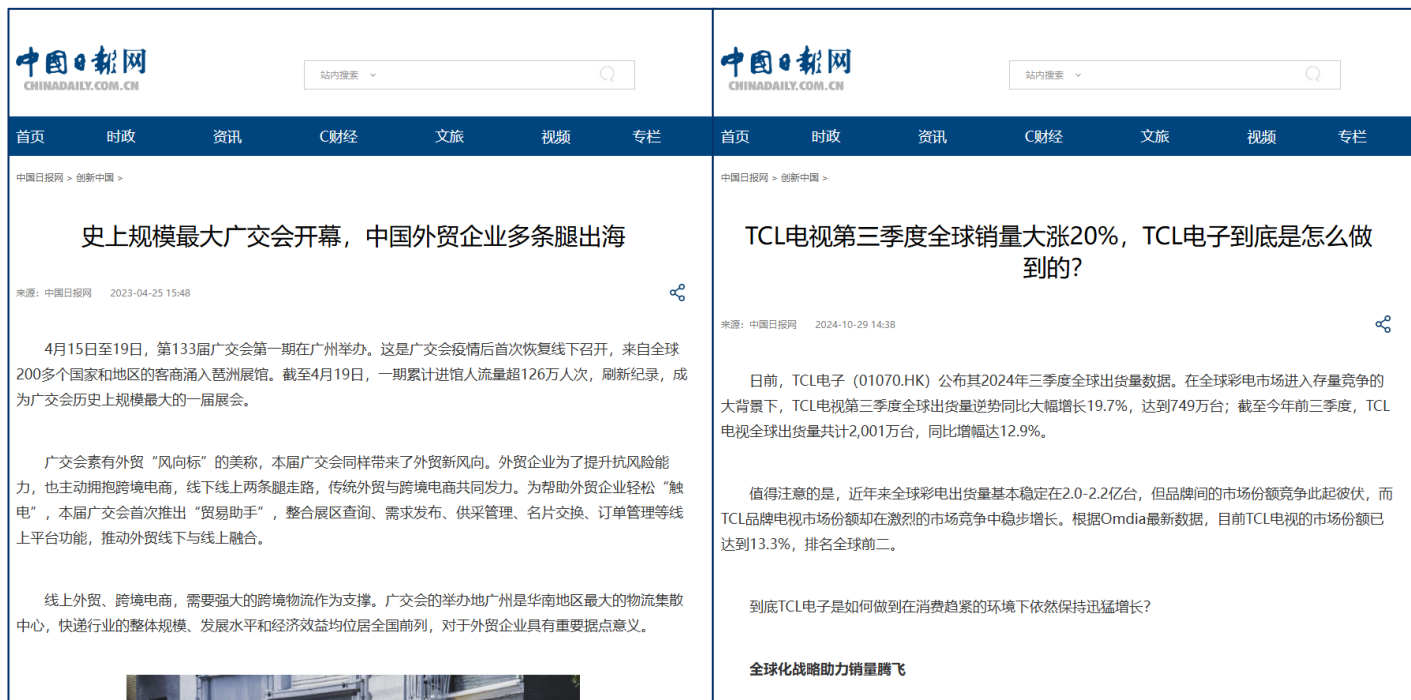 中国日报网
CHINADAILY.COM.CN
站内搜索
首页 时政 资讯 C财经 文旅 视频 专栏
中国日报网 > 创新中国 >
史上规模最大广交会开幕，中国外贸企业多条腿出海
来源：中国日报网 2023-04-25 15:48
4月15日至19日，第133届广交会第一期在广州举办。这是广交会疫情后首次恢复线下召开，来自全球
200多个国家和地区的客商涌入琶洲展馆。截至4月19日，一期累计进馆人流量超126万人次，刷新纪录，成
为广交会历史上规模最大的一届展会。
广交会素有外贸“风向标”的美称，本届广交会同样带来了外贸新风向。外贸企业为了提升抗风险能
力，也主动拥抱跨境电商，线下线上两条腿走路，传统外贸与跨境电商共同发力。为帮助外贸企业轻松“触
电”，本届广交会首次推出“贸易助手”，整合展区查询、需求发布、供采管理、名片交换、订单管理等线
上平台功能，推动外贸线下与线上融合。
线上外贸、跨境电商，需要强大的跨境物流作为支撑。广交会的举办地广州是华南地区最大的物流集散
中心，快递行业的整体规模、发展水平和经济效益均位居全国前列，对于外贸企业具有重要据点意义。
中国日报网
CHINADAILY.COM.CN
站内搜索
首页 时政 资讯 C财经 文旅 视频 专栏
中国日报网 > 创新中国 >
TCL电视第三季度全球销量大涨20%，TCL电子到底是怎么做
到的？
来源：中国日报网 2024-10-29 14:38
日前，TCL电子（01070.HK）公布其2024年三季度全球出货量数据。在全球彩电市场进入存量竞争的
大背景下，TCL电视第三季度全球出货量逆势同比大幅增长19.7%，达到749万台；截至今年前三季度，TCL
电视全球出货量共计2,001万台，同比增幅达12.9%。
值得注意的是，近年来全球彩电出货量基本稳定在2.0-2.2亿台，但品牌间的市场份额竞争此起彼伏，而
TCL品牌电视市场份额却在激烈的市场竞争中稳步增长。根据Omdia最新数据，目前TCL电视的市场份额已
达到13.3%，排名全球前二。
到底TCL电子是如何做到在消费趋紧的环境下依然保持迅猛增长？
全球化战略助力销量腾飞